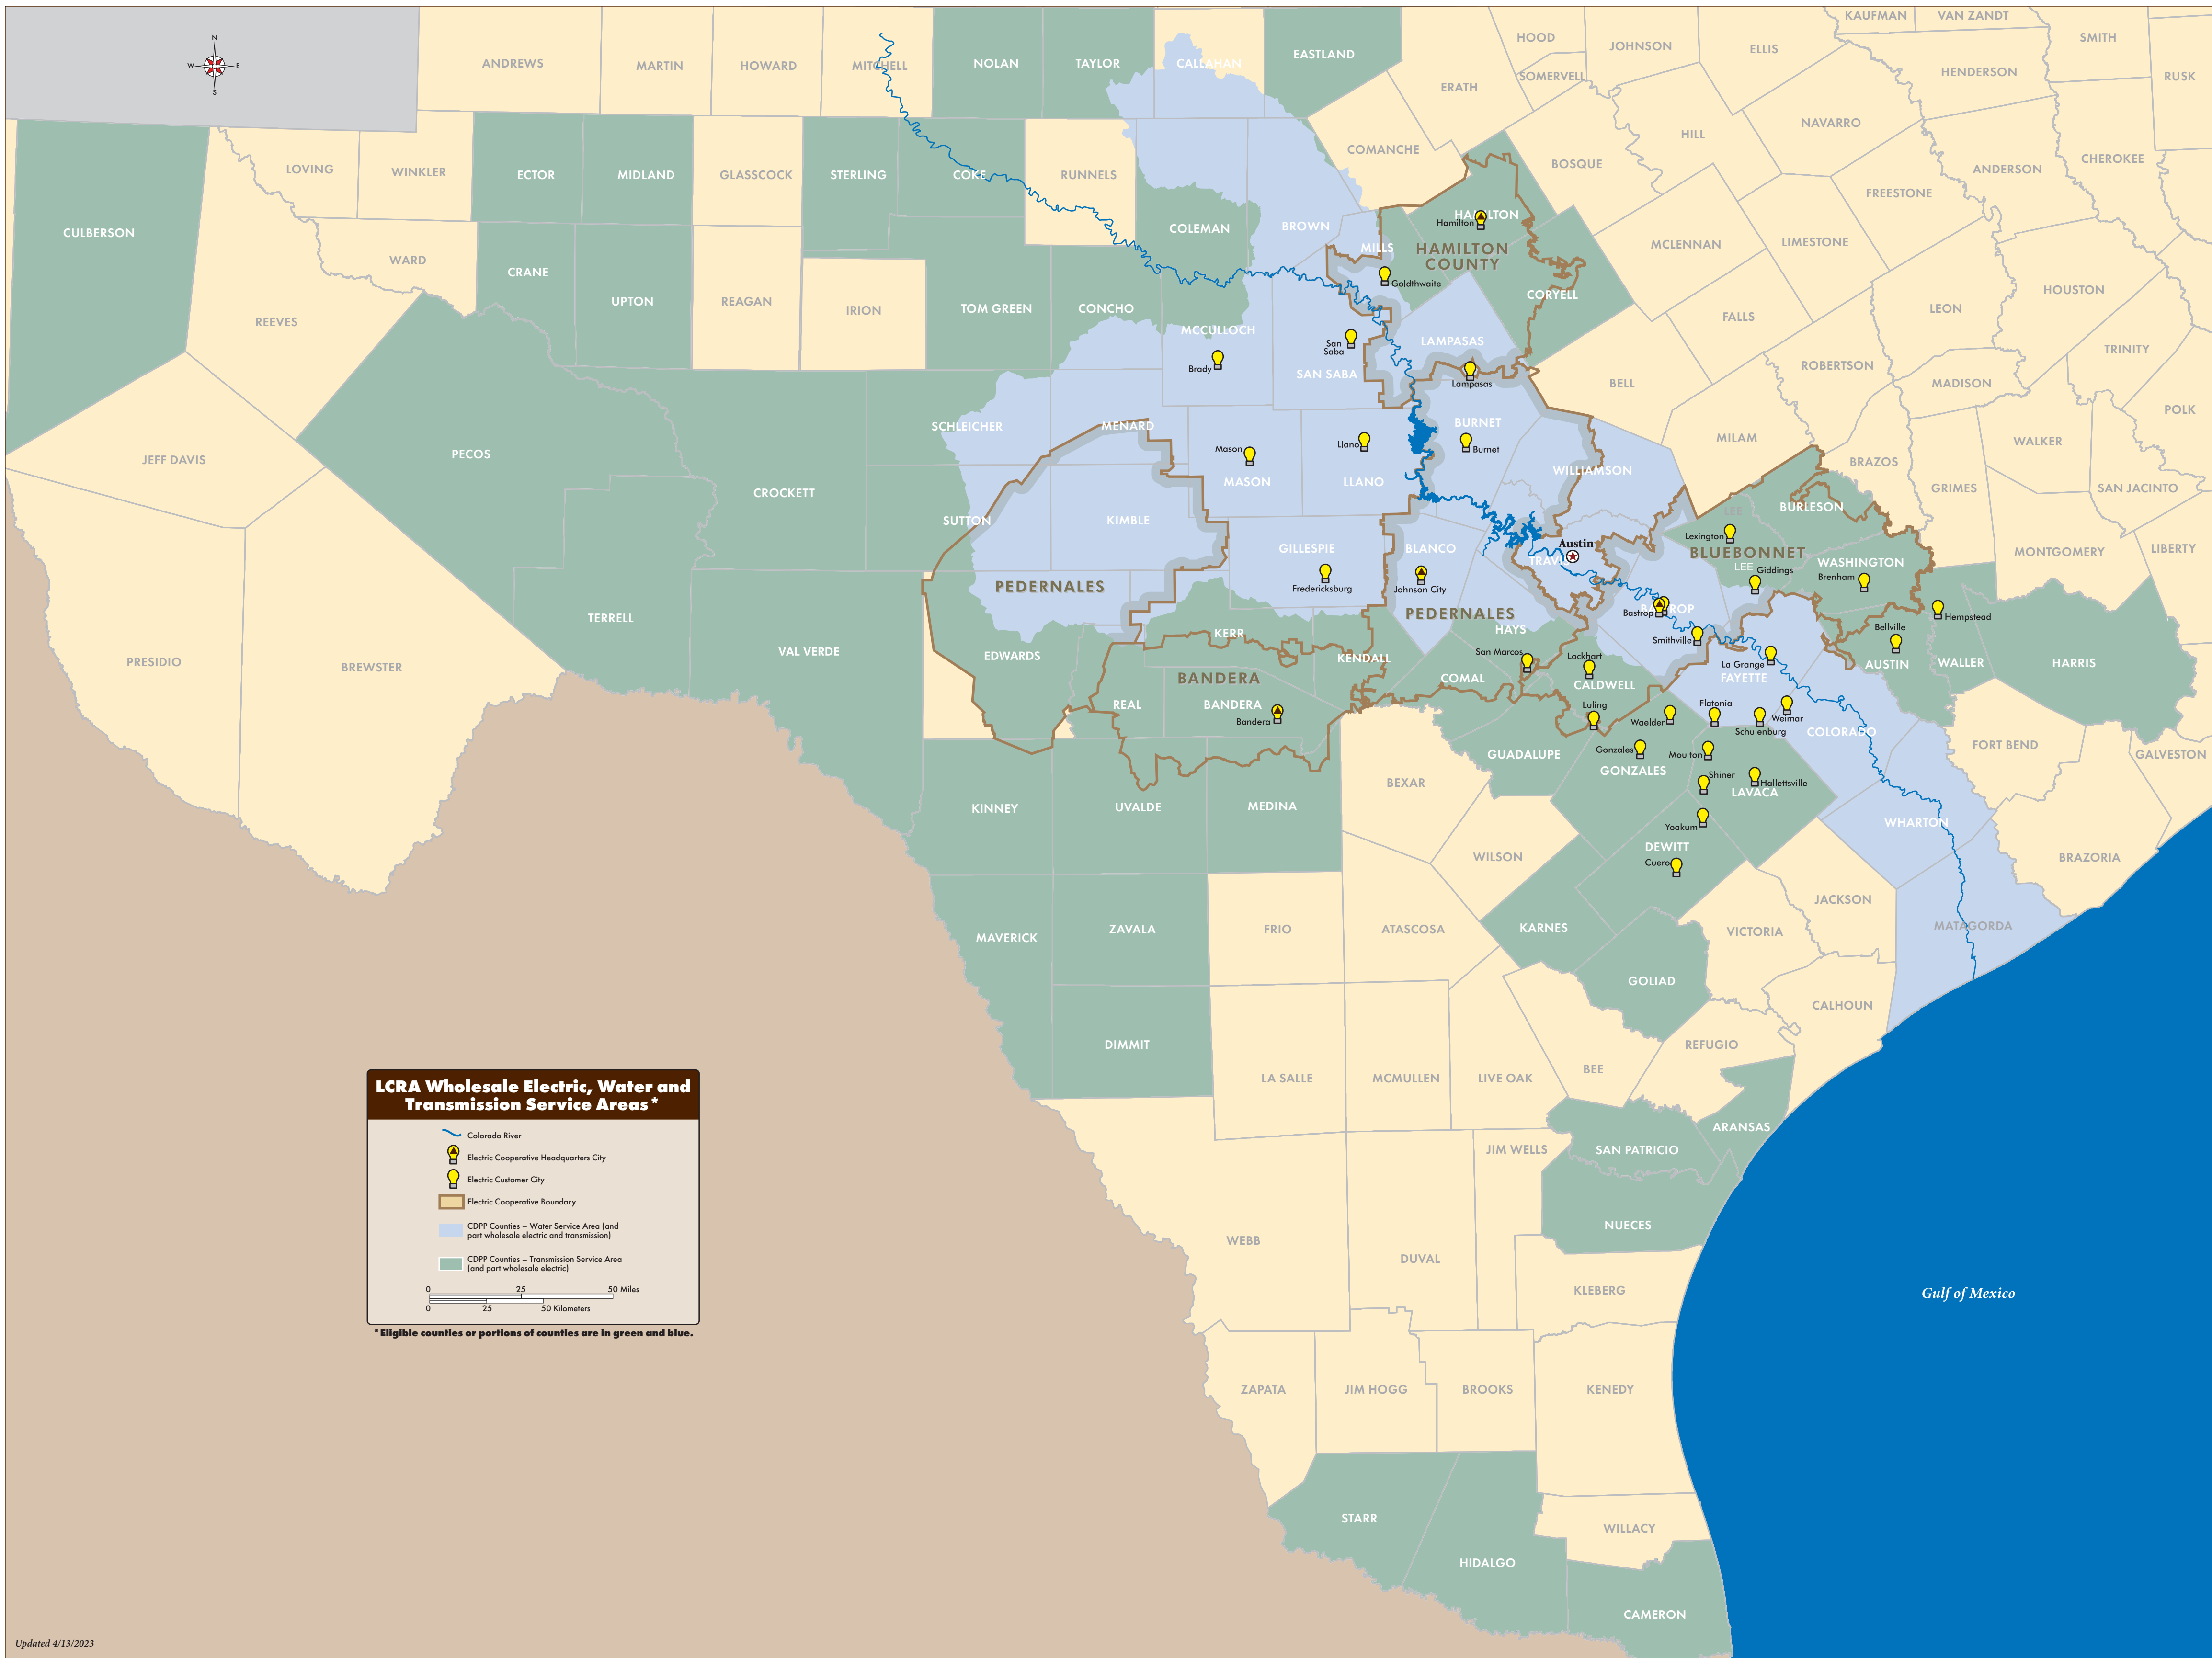 KAUFMAN
VAN ZANDT
HOOD
JOHNSON
ELLIS
SMITH
N
W
E
S
ANDREWS
MARTIN
HOWARD
MITCHELL
NOLAN
TAYLOR
CALLAHAN
EASTLAND
ERATH
SOMERVELL
HENDERSON
RUSK
LOVING
WINKLER
ECTOR
MIDLAND
GLASSCOCK
STERLING
COKE
RUNNELS
COMANCHE
BOSQUE
HILL
NAVARRO
ANDERSON
CHEROKEE
FREESTONE
CULBERSON
WARD
CRANE
UPTON
REAGAN
IRION
TOM GREEN
CONCHO
COLEMAN
BROWN
MILLS
HAMILTON
Hamilton
HAMILTON
COUNTY
Goldthwaite
CORYELL
MCLENNAN
LIMESTONE
HOUSTON
LEON
FALLS
REEVES
MCCULLOCH
Brady
San
Saba
SAN SABA
LAMPASAS
Lampasas
BELL
ROBERTSON
MADISON
TRINITY
POLK
WALKER
JEFF DAVIS
PECOS
CROCKETT
SCHLEICHER
MENARD
Mason
MASON
Llano
LLANO
BURNET
Burnet
WILLIAMSON
MILAM
BRAZOS
GRIMES
SAN JACINTO
SUTTON
KIMBLE
GILLESPIE
Fredericksburg
BLANCO
Johnson City
Austin
TRAVIS
LEE
Lexington
BURLESON
BLUEBONNET
LEE
Giddings
WASHINGTON
Brenham
MONTGOMERY
LIBERTY
PEDERNALES
PEDERNALES
TERRELL
VAL VERDE
EDWARDS
KERR
KENDALL
HAYS
Bastrop
BASTROP
Smithville
Hempstead
Bellville
AUSTIN
WALLER
HARRIS
PRESIDIO
BREWSTER
REAL
BANDERA
BANDERA
Bandera
COMAL
San Marcos
Lockhart
CALDWELL
Luling
La Grange
FAYETTE
Waelder
Flatonia
Schulenburg
Weimar
COLORADO
FORT BEND
GALVESTON
GUADALUPE
Gonzales
GONZALES
Moulton
Shiner
Hallettsville
LAVACA
Yoakum
KINNEY
UVALDE
MEDINA
BEXAR
WILSON
DEWITT
Cuero
WHARTON
BRAZORIA
MAVERICK
ZAVALA
FRIO
ATASCOSA
KARNES
JACKSON
VICTORIA
MATAGORDA
GOLIAD
CALHOUN
DIMMIT
LA SALLE
MCMULLEN
LIVE OAK
BEE
REFUGIO
ARANSAS
JIM WELLS
SAN PATRICIO
NUECES
WEBB
DUVAL
KLEBERG
ZAPATA
JIM HOGG
BROOKS
KENEDY
STARR
HIDALGO
WILLACY
CAMERON
Gulf of Mexico
LCRA Wholesale Electric, Water and
Transmission Service Areas*
Colorado River
Electric Cooperative Headquarters City
Electric Customer City
Electric Cooperative Boundary
CDPP Counties – Water Service Area (and
part wholesale electric and transmission)
CDPP Counties – Transmission Service Area
(and part wholesale electric)
0 25 50 Miles
0 25 50 Kilometers
*Eligible counties or portions of counties are in green and blue.
Updated 4/13/2023